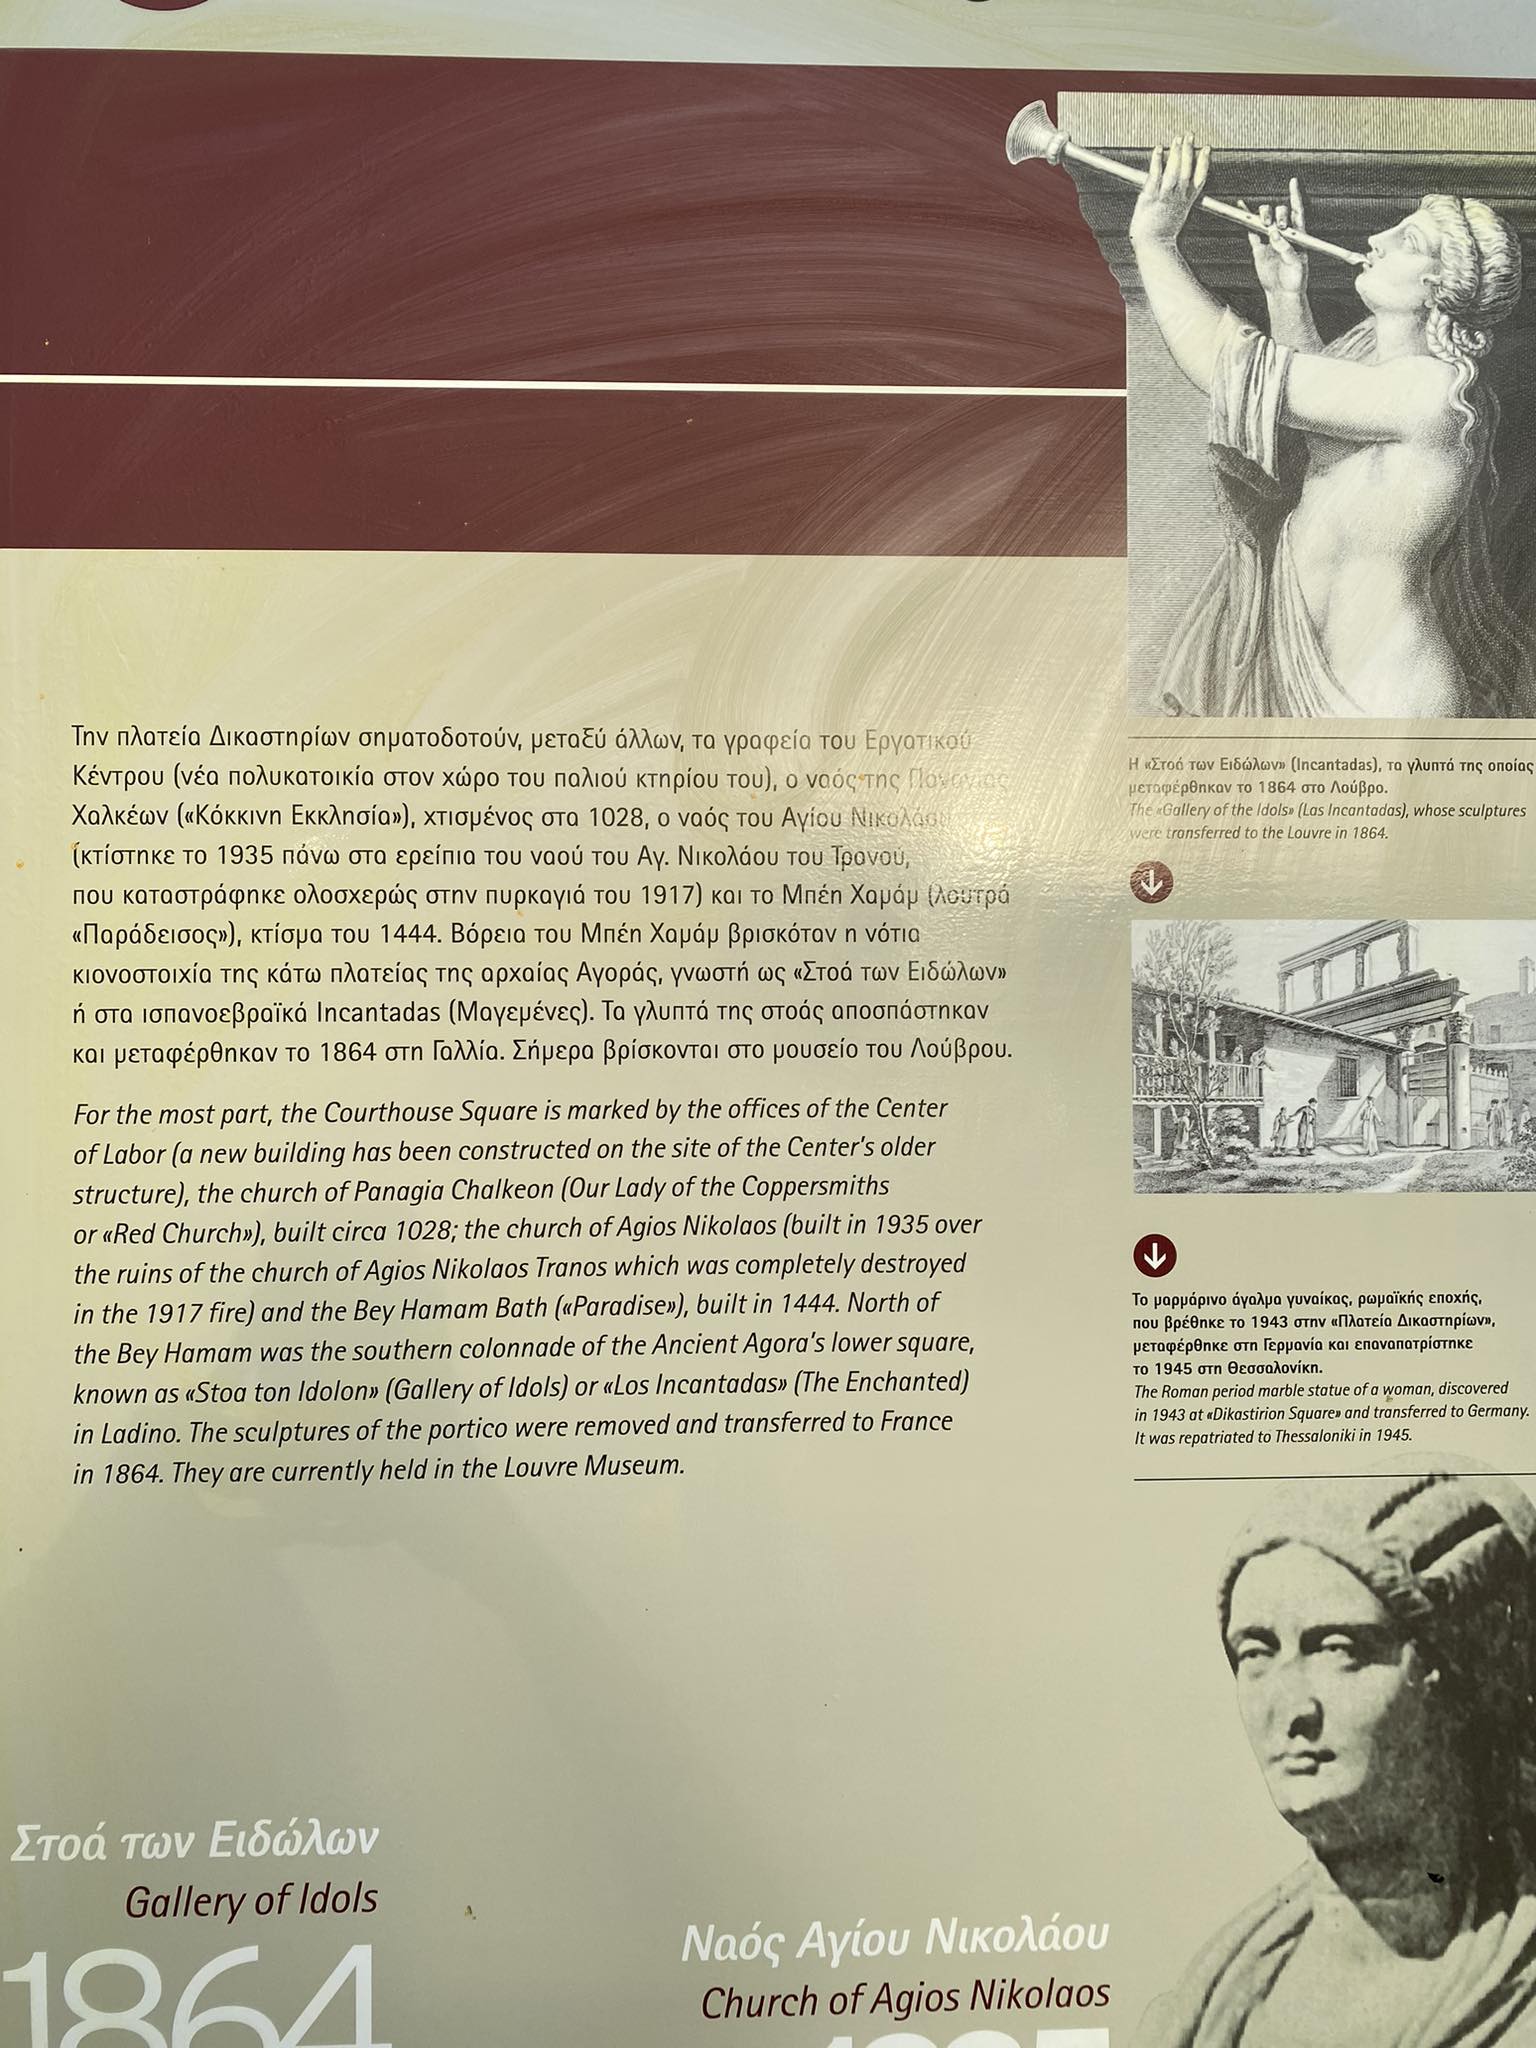 Την πλατεία Δικαστηρίων σηματοδοτούν, μεταξύ άλλων, τα γραφεία του Εργατικού
Κέντρου (νέα πολυκατοικία στον χώρο του παλιού κτηρίου του), ο ναός της Παναγίας
Χαλκέων («Κόκκινη Εκκλησία»), χτισμένος στα 1028, ο ναός του Αγίου Νικολάου
(κτίστηκε το 1935 πάνω στα ερείπια του ναού του Αγ. Νικολάου του Τρανού,
που καταστράφηκε ολοσχερώς στην πυρκαγιά του 1917) και το Μπέη Χαμάμ (λουτρά
«Παράδεισος»), κτίσμα του 1444. Βόρεια του Μπέη Χαμάμ βρισκόταν η νότια
κιονοστοιχία της κάτω πλατείας της αρχαίας Αγοράς, γνωστή ως «Στοά των Ειδώλων»
ή στα ισπανοεβραϊκά Incantadas (Μαγεμένες). Τα γλυπτά της στοάς αποσπάστηκαν
και μεταφέρθηκαν το 1864 στη Γαλλία. Σήμερα βρίσκονται στο μουσείο του Λούβρου.
For the most part, the Courthouse Square is marked by the offices of the Center
of Labor (a new building has been constructed on the site of the Center's older
structure), the church of Panagia Chalkeon (Our Lady of the Coppersmiths
or «Red Church»), built circa 1028; the church of Agios Nikolaos (built in 1935 over
the ruins of the church of Agios Nikolaos Tranos which was completely destroyed
in the 1917 fire) and the Bey Hamam Bath («Paradise»), built in 1444. North of
the Bey Hamam was the southern colonnade of the Ancient Agora's lower square,
known as «Stoa ton Idolon» (Gallery of Idols) or «Los Incantadas» (The Enchanted)
in Ladino. The sculptures of the portico were removed and transferred to France
in 1864. They are currently held in the Louvre Museum.
Η «Στοά των Ειδώλων» (Incantadas), τα γλυπτά της οποίας
μεταφέρθηκαν το 1864 στο Λούβρο.
The «Gallery of the Idols» (Las Incantadas), whose sculptures
were transferred to the Louvre in 1864.
Το μαρμάρινο άγαλμα γυναίκας, ρωμαϊκής εποχής,
που βρέθηκε το 1943 στην «Πλατεία Δικαστηρίων»,
μεταφέρθηκε στη Γερμανία και επαναπατρίστηκε
το 1945 στη Θεσσαλονίκη.
The Roman period marble statue of a woman, discovered
in 1943 at «Dikastirion Square» and transferred to Germany.
It was repatriated to Thessaloniki in 1945.
Στοά των Ειδώλων
Gallery of Idols
1864
Ναός Αγίου Νικολάου
Church of Agios Nikolaos